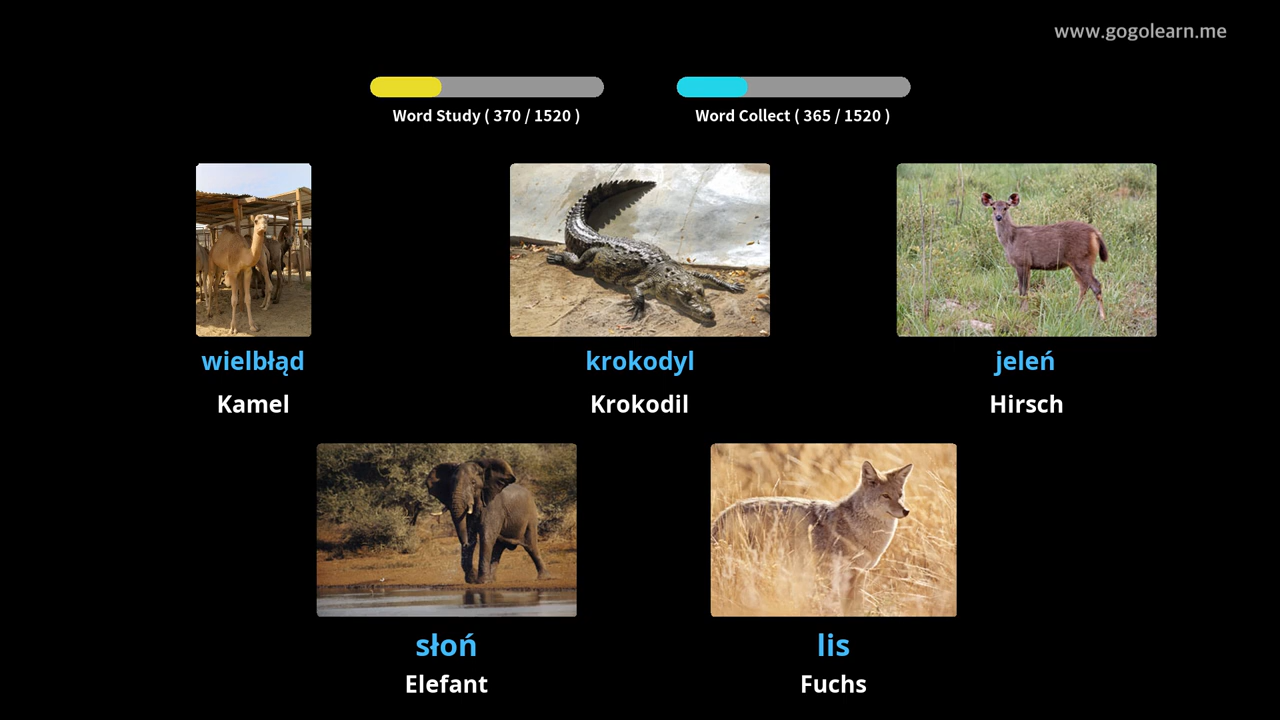 www.gogolearn.me
Word Study ( 370 / 1520 )
Word Collect ( 365 / 1520 )
wielbłąd
Kamel
krokodyl
Krokodil
jeleń
Hirsch
słoń
Elefant
lis
Fuchs